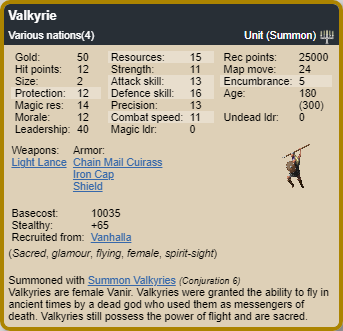 Valkyrie
Various nations(4) Unit (Summon)
Gold: 50 Resources: 15 Rec points: 25000
Hit points: 12 Strength: 11 Map move: 24
Size: 2 Attack skill: 13 Encumbrance: 5
Protection: 12 Defence skill: 16 Age: 180
Magic res: 14 Precision: 13 (300)
Morale: 12 Combat speed: 11 Undead ldr: 0
Leadership: 40 Magic ldr: 0
Weapons: Armor:
Light Lance Chain Mail Cuirass
Iron Cap
Shield
Basecost: 10035
Stealthy: +65
Recruited from: Vanhalla
(Sacred, glamour, flying, female, spirit-sight)
Summoned with Summon Valkyries (Conjuration 6)
Valkyries are female Vanir. Valkyries were granted the ability to fly in
ancient times by a dead god who used them as messengers of
death. Valkyries still possess the power of flight and are sacred.